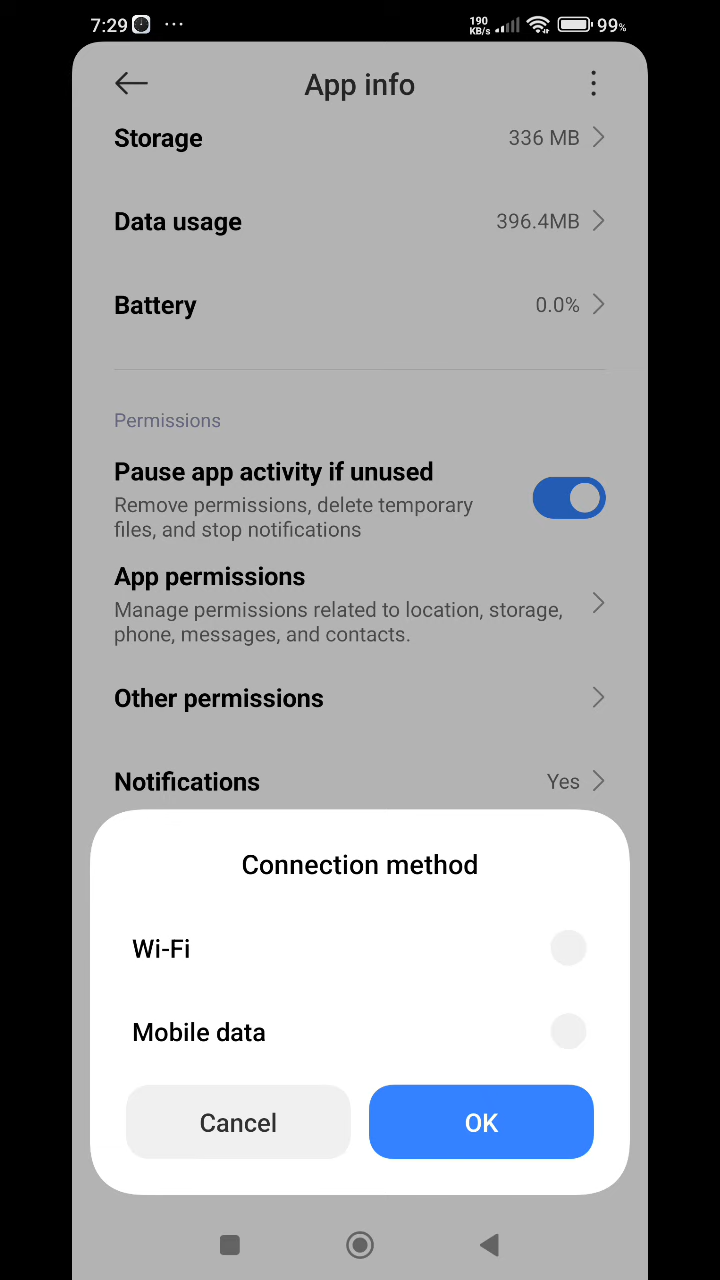 7:29 190 KB/s 99%
App info
Storage 336 MB
Data usage 396.4MB
Battery 0.0%
Permissions
Pause app activity if unused
Remove permissions, delete temporary
files, and stop notifications
App permissions
Manage permissions related to location, storage,
phone, messages, and contacts.
Other permissions
Notifications Yes
Connection method
Wi-Fi
Mobile data
Cancel OK